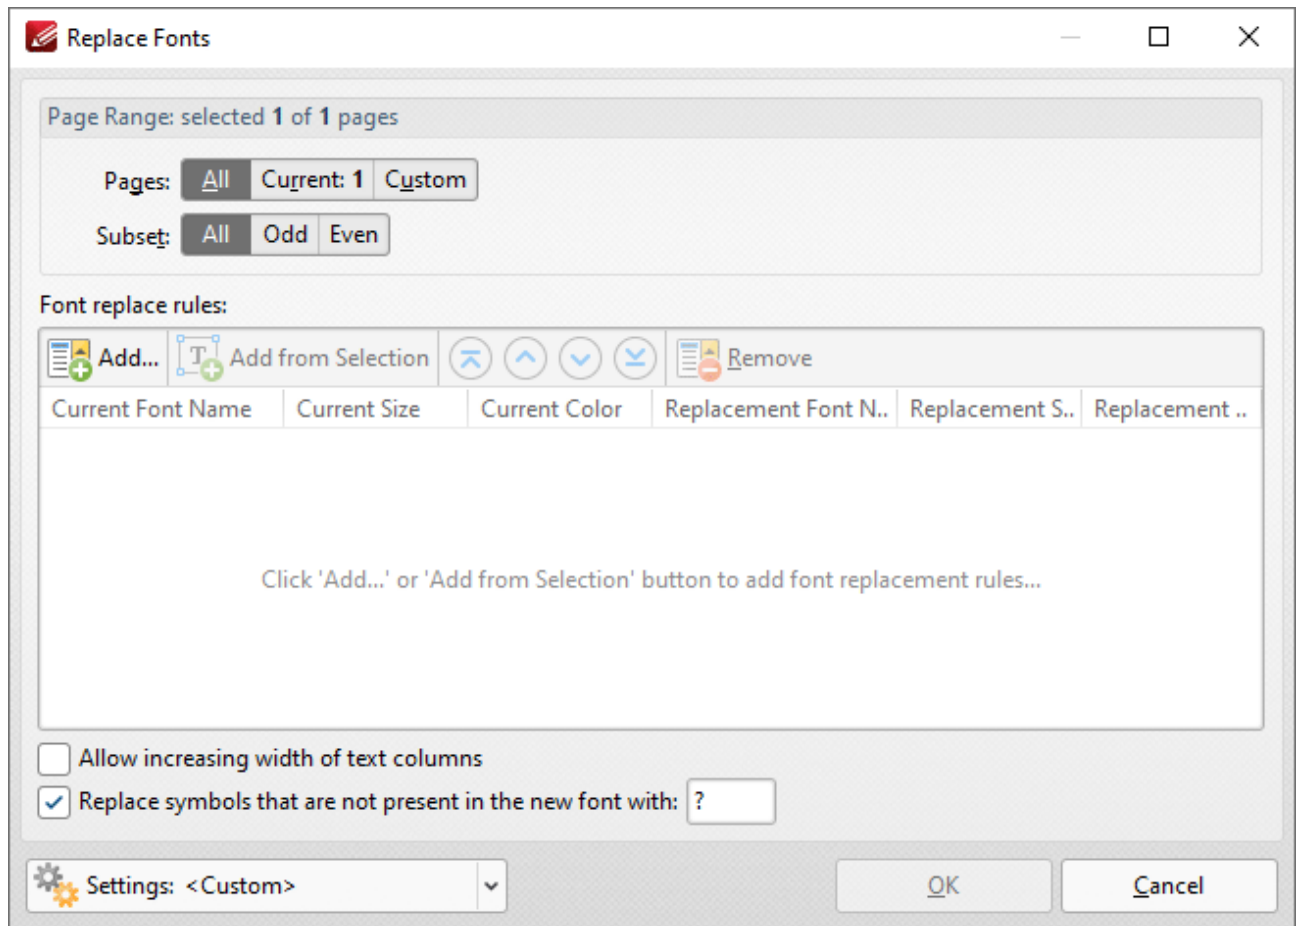 Replace Fonts
Page Range: selected 1 of 1 pages
Pages: All Current: 1 Custom
Subset: All Odd Even
Font replace rules:
Add... Add from Selection Remove
Current Font Name Current Size Current Color Replacement Font N.. Replacement S.. Replacement ..
Click 'Add...' or 'Add from Selection' button to add font replacement rules...
Allow increasing width of text columns
Replace symbols that are not present in the new font with: ?
Settings: <Custom> OK Cancel